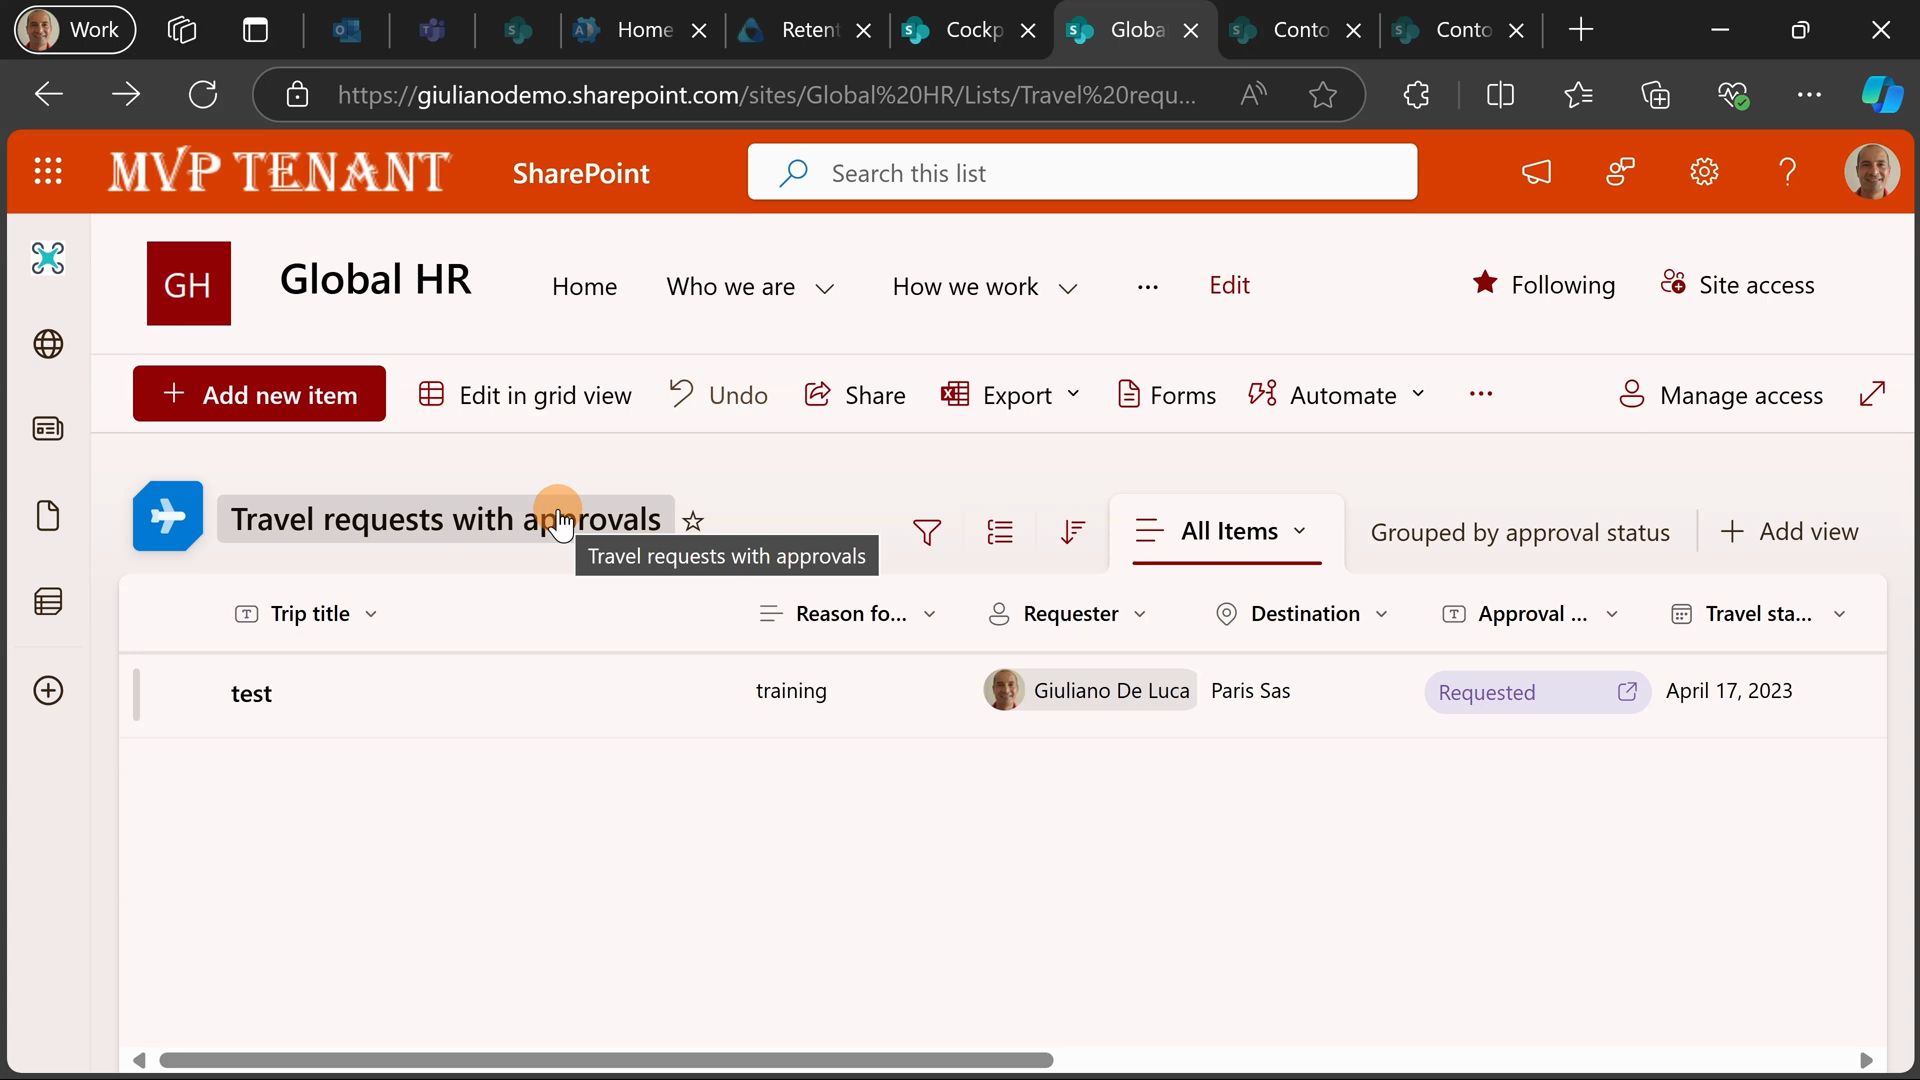 Work
Home
Reten
Cockp
Globa
Conto
Conto
https://giulianodemo.sharepoint.com/sites/Global%20HR/Lists/Travel%20requ...
MVP TENANT
SharePoint
Search this list
GH
Global HR
Home
Who we are
How we work
Edit
Following
Site access
Add new item
Edit in grid view
Undo
Share
Export
Forms
Automate
Manage access
Travel requests with approvals
Travel requests with approvals
All Items
Grouped by approval status
Add view
Trip title
Reason fo...
Requester
Destination
Approval ...
Travel sta...
test
training
Giuliano De Luca
Paris Sas
Requested
April 17, 2023